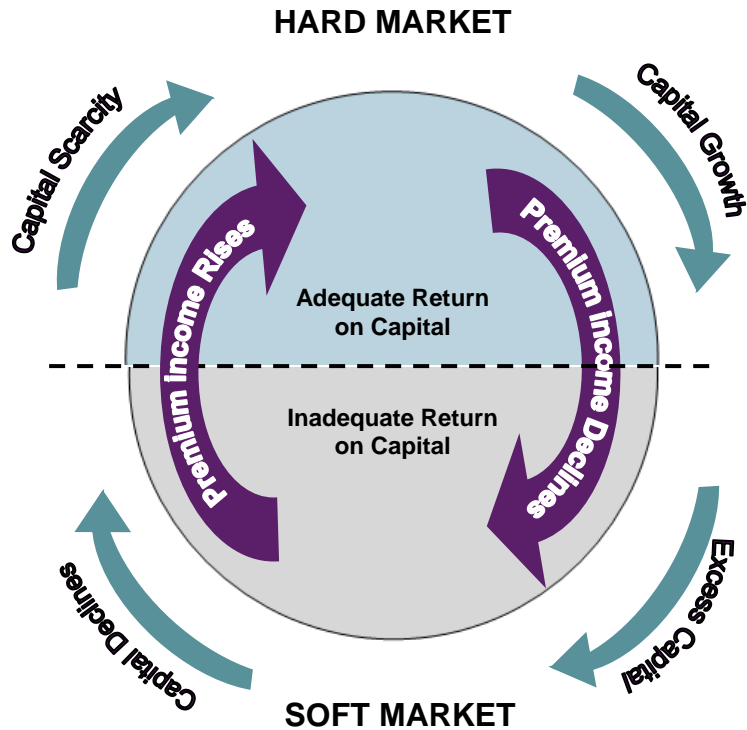 HARD MARKET
Capital Scarcity
Capital Growth
Premium income Rises
Premium income Declines
Adequate Return
on Capital
Inadequate Return
on Capital
Capital Declines
Excess Capital
SOFT MARKET